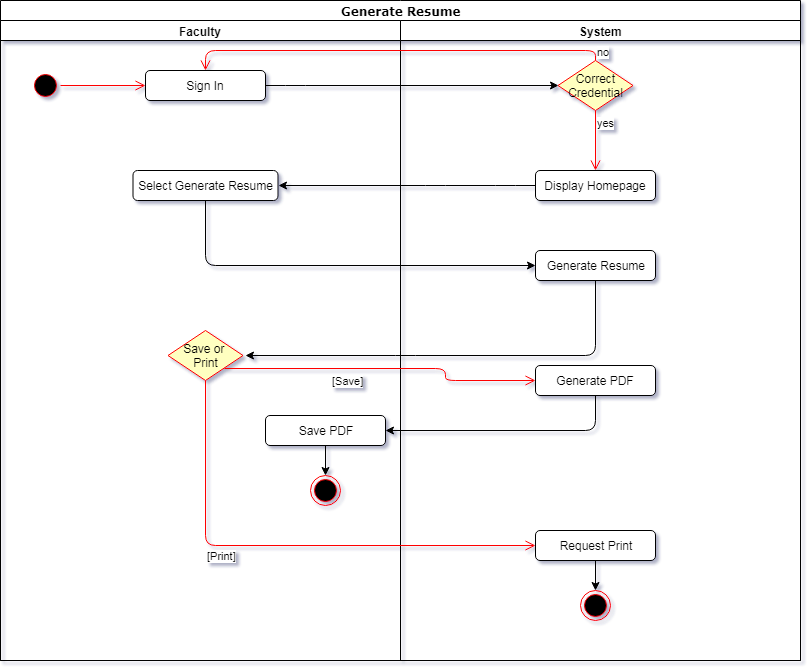 Generate Resume
Faculty
System
no
Sign In
Correct
Credential
yes
Select Generate Resume
Display Homepage
Generate Resume
Save or
Print
[Save]
Generate PDF
Save PDF
Request Print
[Print]